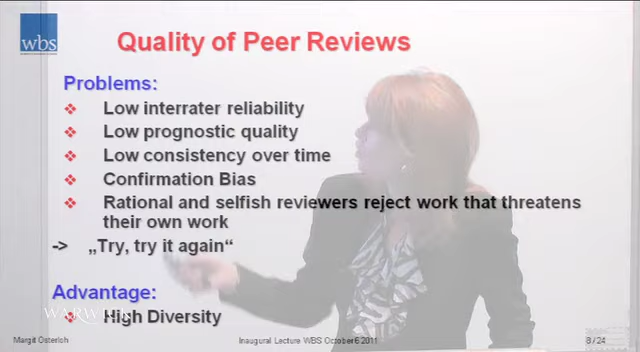 wbs
Quality of Peer Reviews
Problems:
❖ Low interrater reliability
❖ Low prognostic quality
❖ Low consistency over time
❖ Confirmation Bias
❖ Rational and selfish reviewers reject work that threatens
their own work
-> „Try, try it again“
Advantage:
❖ High Diversity
WARWICK
Margit Osterloh
Inaugural Lecture WBS October 6 2011
8 / 24